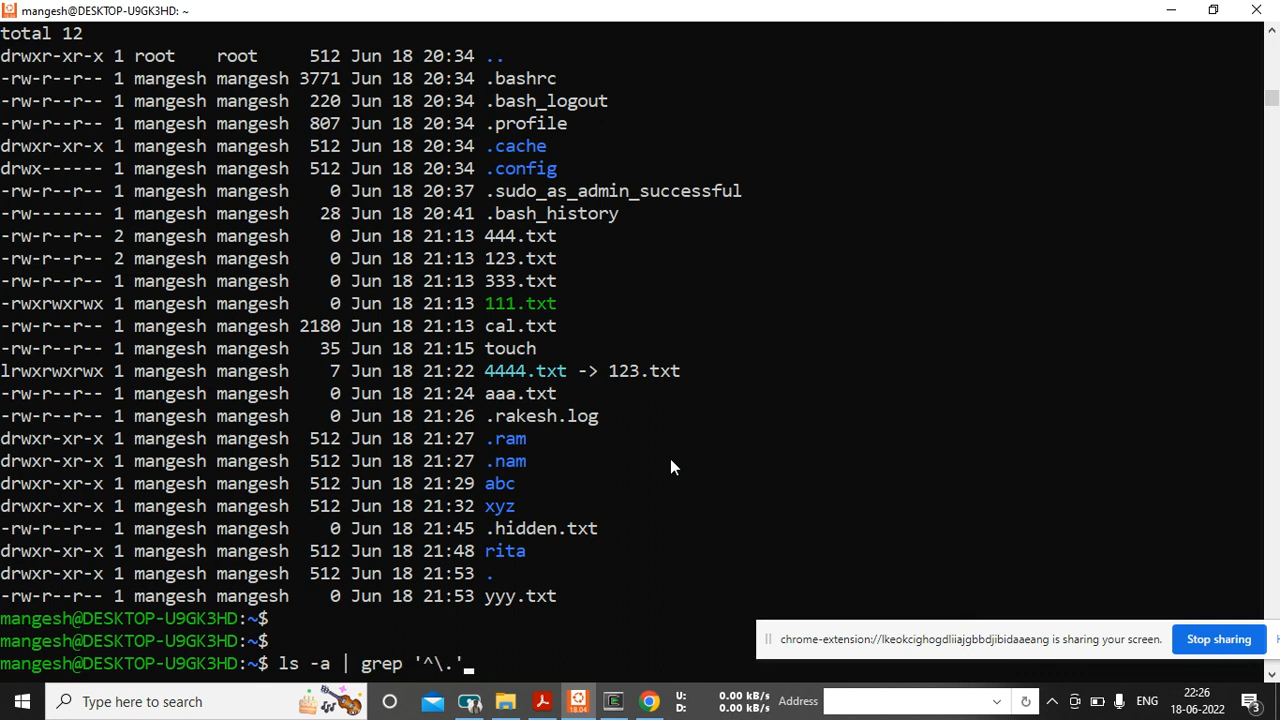 mangesh@DESKTOP-U9GK3HD: ~
total 12
drwxr-xr-x 1 root    root     512 Jun 18 20:34 ..
-rw-r--r-- 1 mangesh mangesh 3771 Jun 18 20:34 .bashrc
-rw-r--r-- 1 mangesh mangesh  220 Jun 18 20:34 .bash_logout
-rw-r--r-- 1 mangesh mangesh  807 Jun 18 20:34 .profile
drwxr-xr-x 1 mangesh mangesh  512 Jun 18 20:34 .cache
drwx------ 1 mangesh mangesh  512 Jun 18 20:34 .config
-rw-r--r-- 1 mangesh mangesh    0 Jun 18 20:37 .sudo_as_admin_successful
-rw------- 1 mangesh mangesh   28 Jun 18 20:41 .bash_history
-rw-r--r-- 2 mangesh mangesh    0 Jun 18 21:13 444.txt
-rw-r--r-- 2 mangesh mangesh    0 Jun 18 21:13 123.txt
-rw-r--r-- 1 mangesh mangesh    0 Jun 18 21:13 333.txt
-rwxrwxrwx 1 mangesh mangesh    0 Jun 18 21:13 111.txt
-rw-r--r-- 1 mangesh mangesh 2180 Jun 18 21:13 cal.txt
-rw-r--r-- 1 mangesh mangesh   35 Jun 18 21:15 touch
lrwxrwxrwx 1 mangesh mangesh    7 Jun 18 21:22 4444.txt -> 123.txt
-rw-r--r-- 1 mangesh mangesh    0 Jun 18 21:24 aaa.txt
-rw-r--r-- 1 mangesh mangesh    0 Jun 18 21:26 .rakesh.log
drwxr-xr-x 1 mangesh mangesh  512 Jun 18 21:27 .ram
drwxr-xr-x 1 mangesh mangesh  512 Jun 18 21:27 .nam
drwxr-xr-x 1 mangesh mangesh  512 Jun 18 21:29 abc
drwxr-xr-x 1 mangesh mangesh  512 Jun 18 21:32 xyz
-rw-r--r-- 1 mangesh mangesh    0 Jun 18 21:45 .hidden.txt
drwxr-xr-x 1 mangesh mangesh  512 Jun 18 21:48 rita
drwxr-xr-x 1 mangesh mangesh  512 Jun 18 21:53 .
-rw-r--r-- 1 mangesh mangesh    0 Jun 18 21:53 yyy.txt
mangesh@DESKTOP-U9GK3HD:~$
mangesh@DESKTOP-U9GK3HD:~$
mangesh@DESKTOP-U9GK3HD:~$ ls -a | grep '^\.'
chrome-extension://lkeokcighogdliiajgbbdjibidaaeang is sharing your screen. Stop sharing
Type here to search
18.04
U: 0.00 kB/s
D: 0.00 kB/s
Address
ENG
22:26
18-06-2022
3